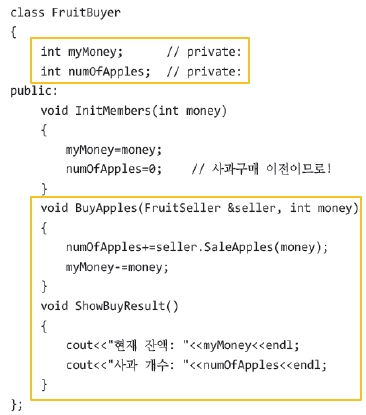 class FruitBuyer
{
    int myMoney;      // private:
    int numOfApples;  // private:
public:
    void InitMembers(int money)
    {
        myMoney=money;
        numOfApples=0;    // 사과구매 이전이므로!
    }
    void BuyApples(FruitSeller &seller, int money)
    {
        numOfApples+=seller.SaleApples(money);
        myMoney-=money;
    }
    void ShowBuyResult()
    {
        cout<<"현재 잔액: "<<myMoney<<endl;
        cout<<"사과 개수: "<<numOfApples<<endl;
    }
};